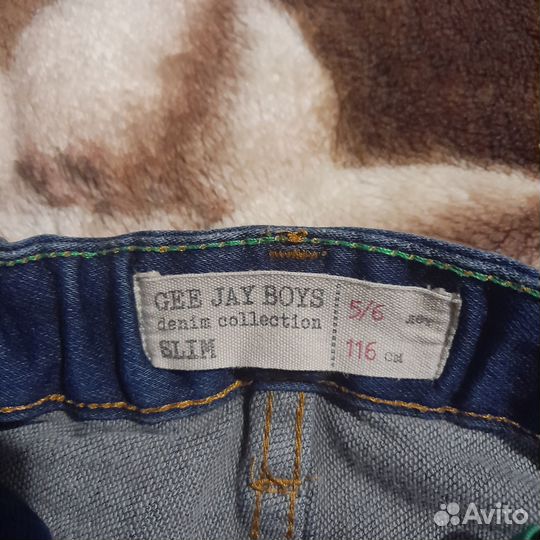 GEE JAY BOYS
denim collection
SLIM
5/6 лет
116 см
Avito